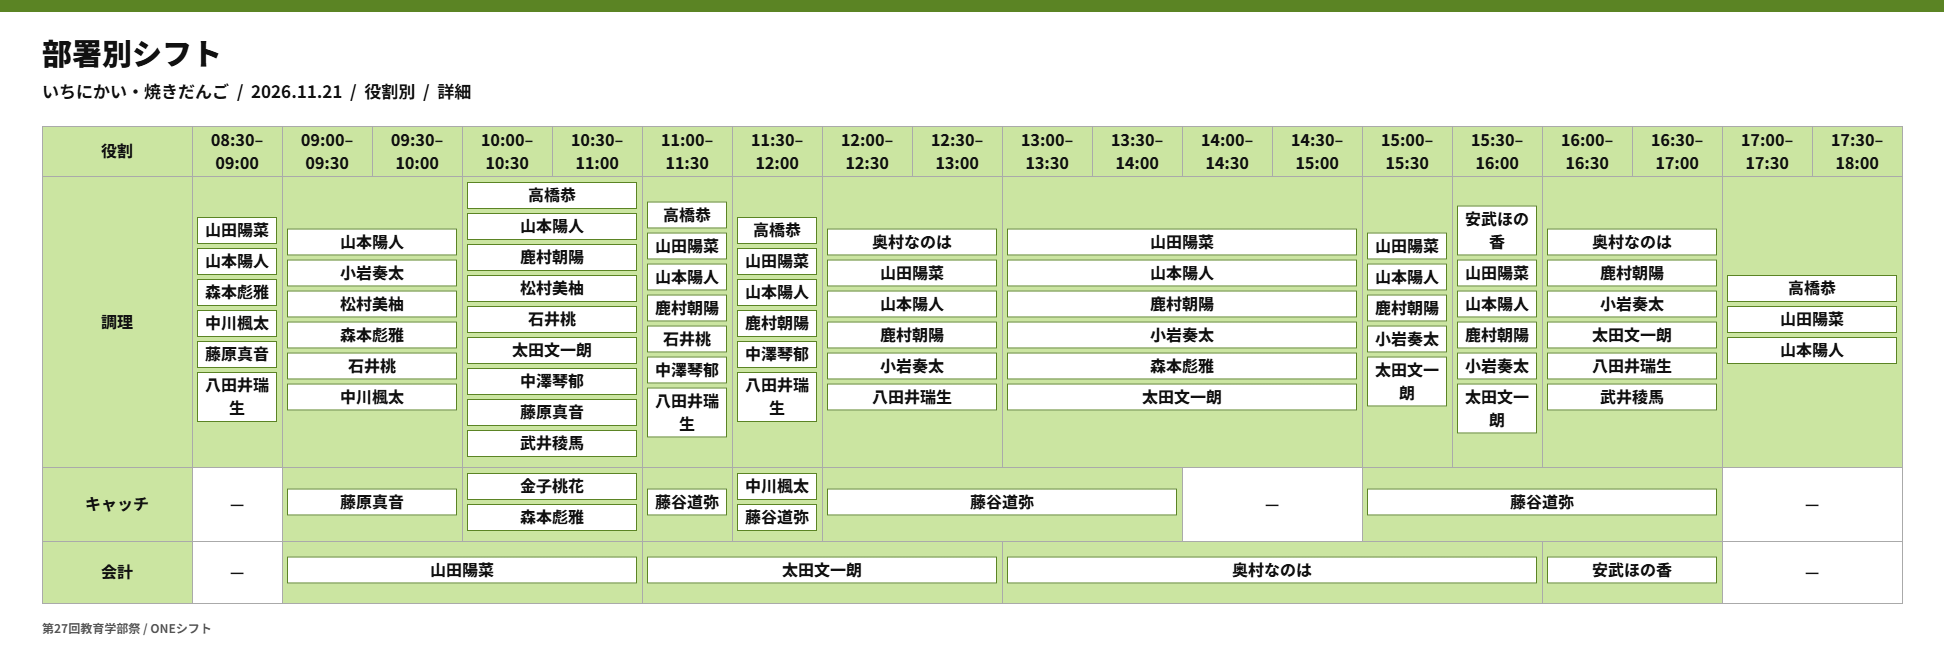 部署別シフト
いちにかい・焼きだんご / 2026.11.21 / 役割別 / 詳細
役割 08:30–09:00 09:00–09:30 09:30–10:00 10:00–10:30 10:30–11:00 11:00–11:30 11:30–12:00 12:00–12:30 12:30–13:00 13:00–13:30 13:30–14:00 14:00–14:30 14:30–15:00 15:00–15:30 15:30–16:00 16:00–16:30 16:30–17:00 17:00–17:30 17:30–18:00
調理
山田陽菜
山本陽人
森本彪雅
中川楓太
藤原真音
八田井瑞生
山本陽人
小岩奏太
松村美柚
森本彪雅
石井桃
中川楓太
高橋恭
山本陽人
鹿村朝陽
松村美柚
石井桃
太田文一朗
中澤琴郁
藤原真音
武井稜馬
高橋恭
山田陽菜
山本陽人
鹿村朝陽
石井桃
中澤琴郁
八田井瑞生
高橋恭
山田陽菜
山本陽人
鹿村朝陽
中澤琴郁
八田井瑞生
奥村なのは
山田陽菜
山本陽人
鹿村朝陽
小岩奏太
八田井瑞生
山田陽菜
山本陽人
鹿村朝陽
小岩奏太
森本彪雅
太田文一朗
山田陽菜
山本陽人
鹿村朝陽
小岩奏太
太田文一朗
安武ほの香
山田陽菜
山本陽人
鹿村朝陽
小岩奏太
太田文一朗
奥村なのは
鹿村朝陽
小岩奏太
太田文一朗
八田井瑞生
武井稜馬
高橋恭
山田陽菜
山本陽人
キャッチ
—
藤原真音
金子桃花
森本彪雅
藤谷道弥
中川楓太
藤谷道弥
藤谷道弥
—
藤谷道弥
—
会計
—
山田陽菜
太田文一朗
奥村なのは
安武ほの香
—
第27回教育学部祭 / ONEシフト